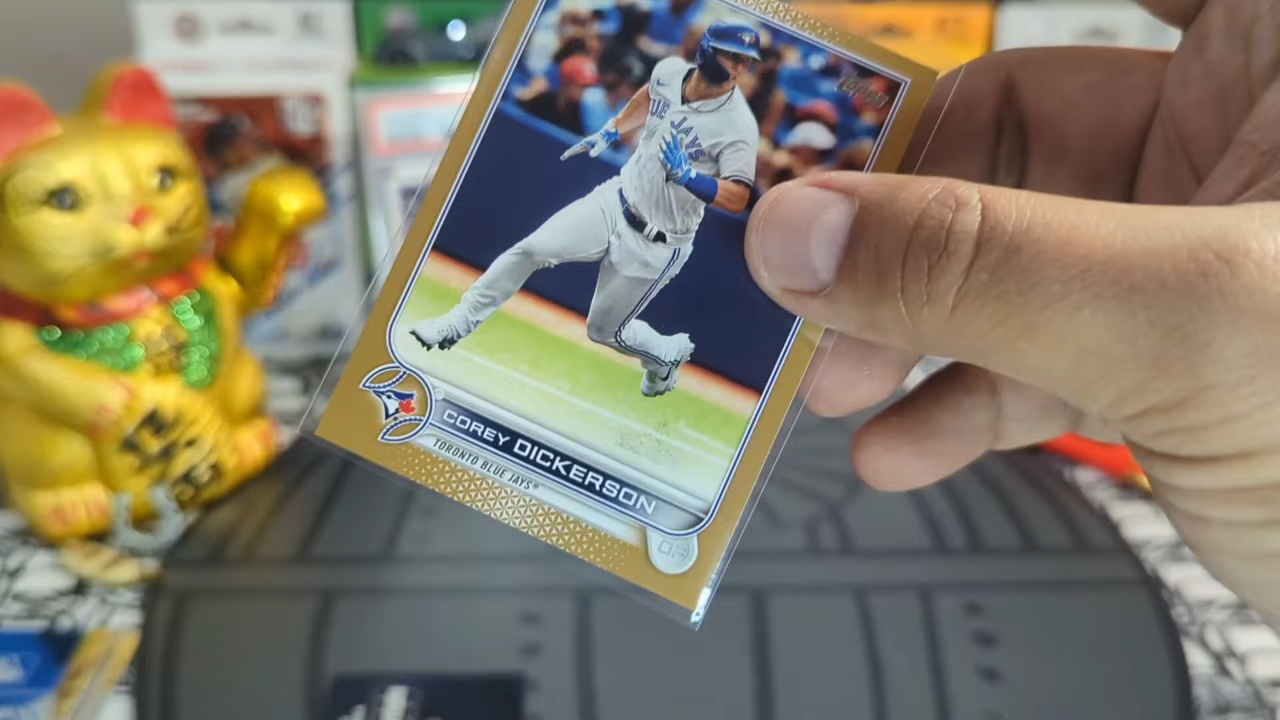 Topps
BLUE JAYS
COREY DICKERSON
TORONTO BLUE JAYS®
OF